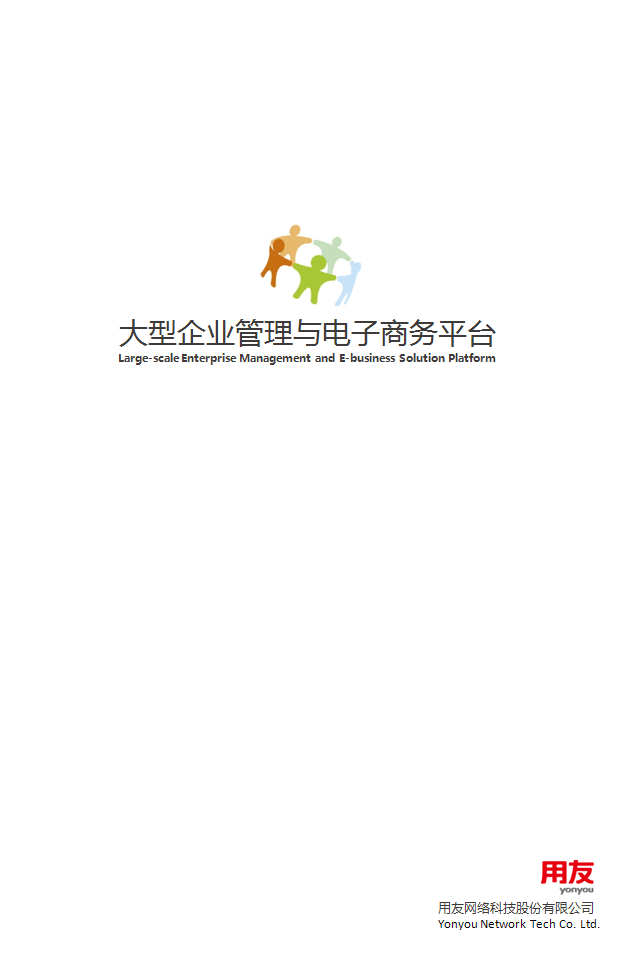 大型企业管理与电子商务平台
Large-scale Enterprise Management and E-business Solution Platform
用友
yonyou
用友网络科技股份有限公司
Yonyou Network Tech Co. Ltd.